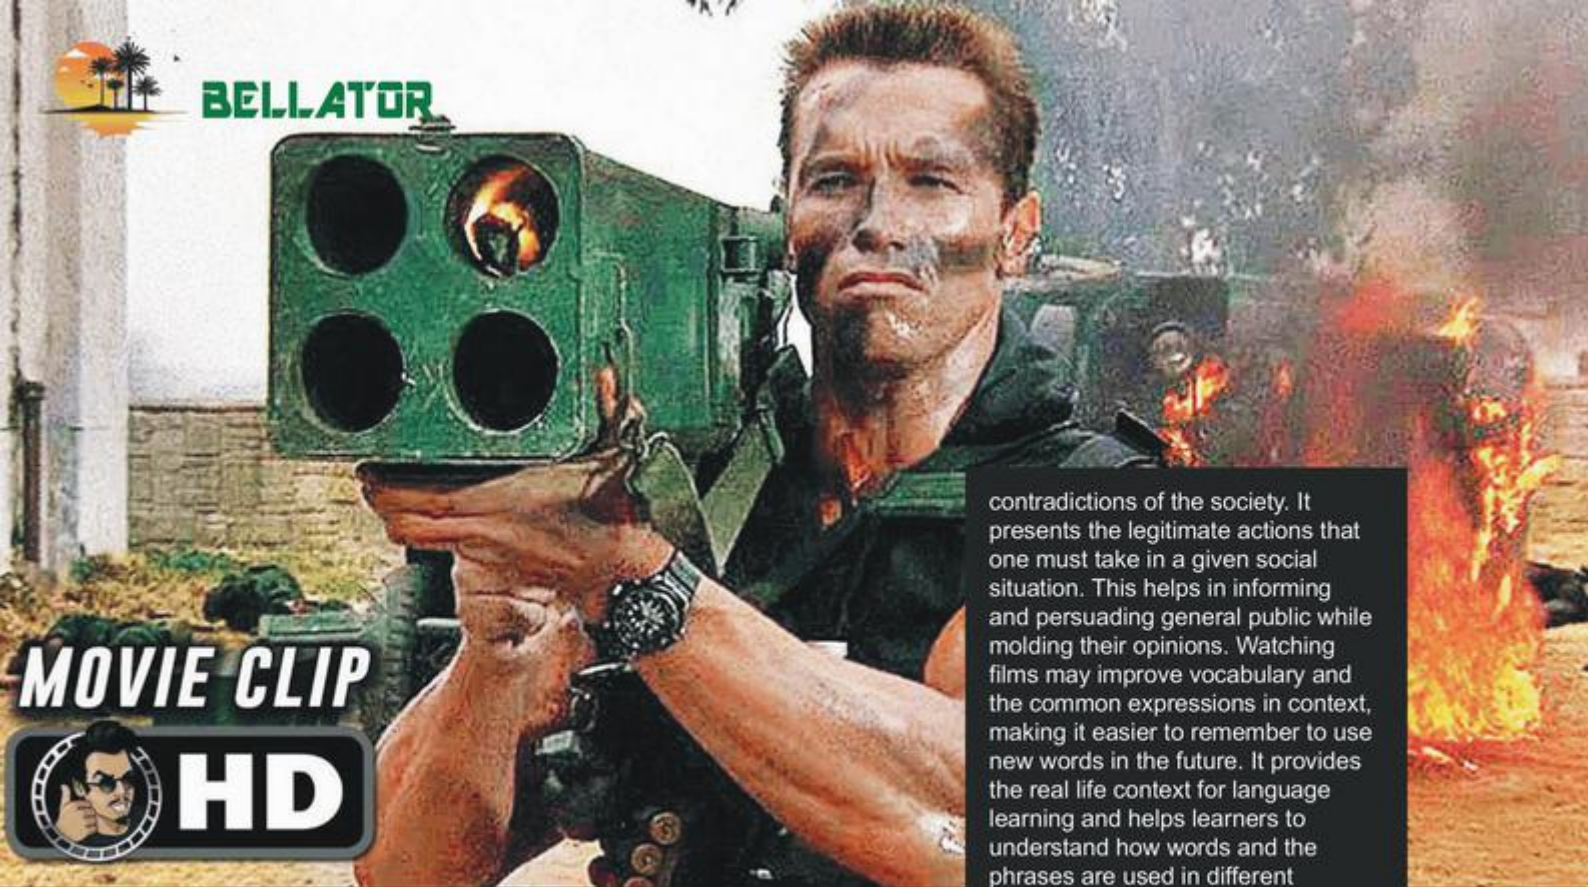 BELLATOR
contradictions of the society. It
presents the legitimate actions that
one must take in a given social
situation. This helps in informing
and persuading general public while
molding their opinions. Watching
films may improve vocabulary and
the common expressions in context,
making it easier to remember to use
new words in the future. It provides
the real life context for language
learning and helps learners to
understand how words and the
phrases are used in different
MOVIE CLIP
HD